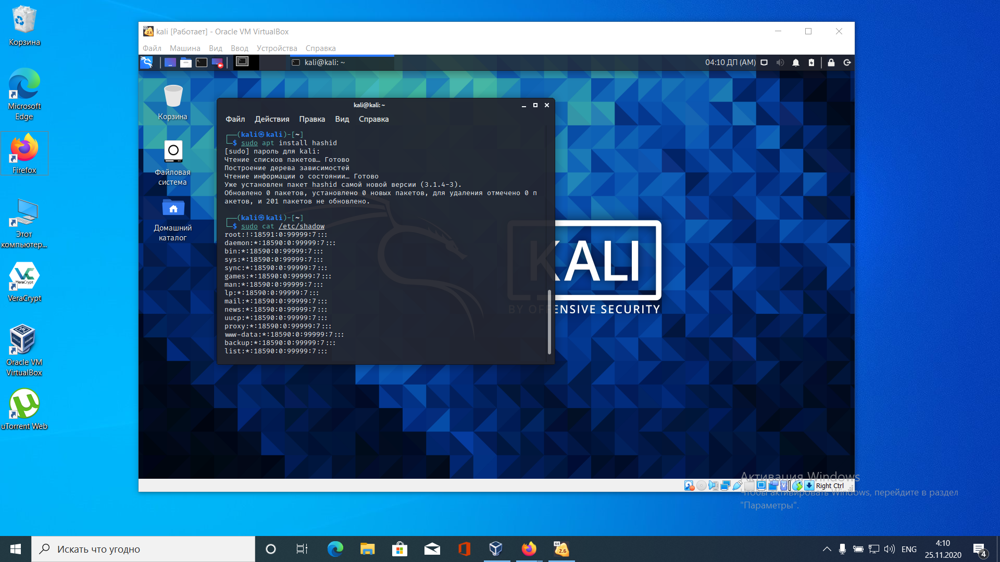 Корзина
Microsoft
Edge
Firefox
Этот
компьютер...
VeraCrypt
VeraCrypt
Oracle VM
VirtualBox
uTorrent Web
kali [Работает] - Oracle VM VirtualBox
Файл Машина Вид Ввод Устройства Справка
kali@kali: ~
04:10 ДП (AM)
Корзина
Файловая
система
Домашний
каталог
kali@kali: ~
Файл Действия Правка Вид Справка
┌──(kali㉿kali)-[~]
└─$ sudo apt install hashid
[sudo] пароль для kali:
Чтение списков пакетов… Готово
Построение дерева зависимостей
Чтение информации о состоянии… Готово
Уже установлен пакет hashid самой новой версии (3.1.4-3).
Обновлено 0 пакетов, установлено 0 новых пакетов, для удаления отмечено 0 п
акетов, и 201 пакетов не обновлено.
┌──(kali㉿kali)-[~]
└─$ sudo cat /etc/shadow
root:!:18591:0:99999:7:::
daemon:*:18590:0:99999:7:::
bin:*:18590:0:99999:7:::
sys:*:18590:0:99999:7:::
sync:*:18590:0:99999:7:::
games:*:18590:0:99999:7:::
man:*:18590:0:99999:7:::
lp:*:18590:0:99999:7:::
mail:*:18590:0:99999:7:::
news:*:18590:0:99999:7:::
uucp:*:18590:0:99999:7:::
proxy:*:18590:0:99999:7:::
www-data:*:18590:0:99999:7:::
backup:*:18590:0:99999:7:::
list:*:18590:0:99999:7:::
KALI
BY OFFENSIVE SECURITY
Right Ctrl
Активация Windows
Чтобы активировать Windows, перейдите в раздел
"Параметры".
Искать что угодно
64
2.6
ENG
4:10
25.11.2020
4